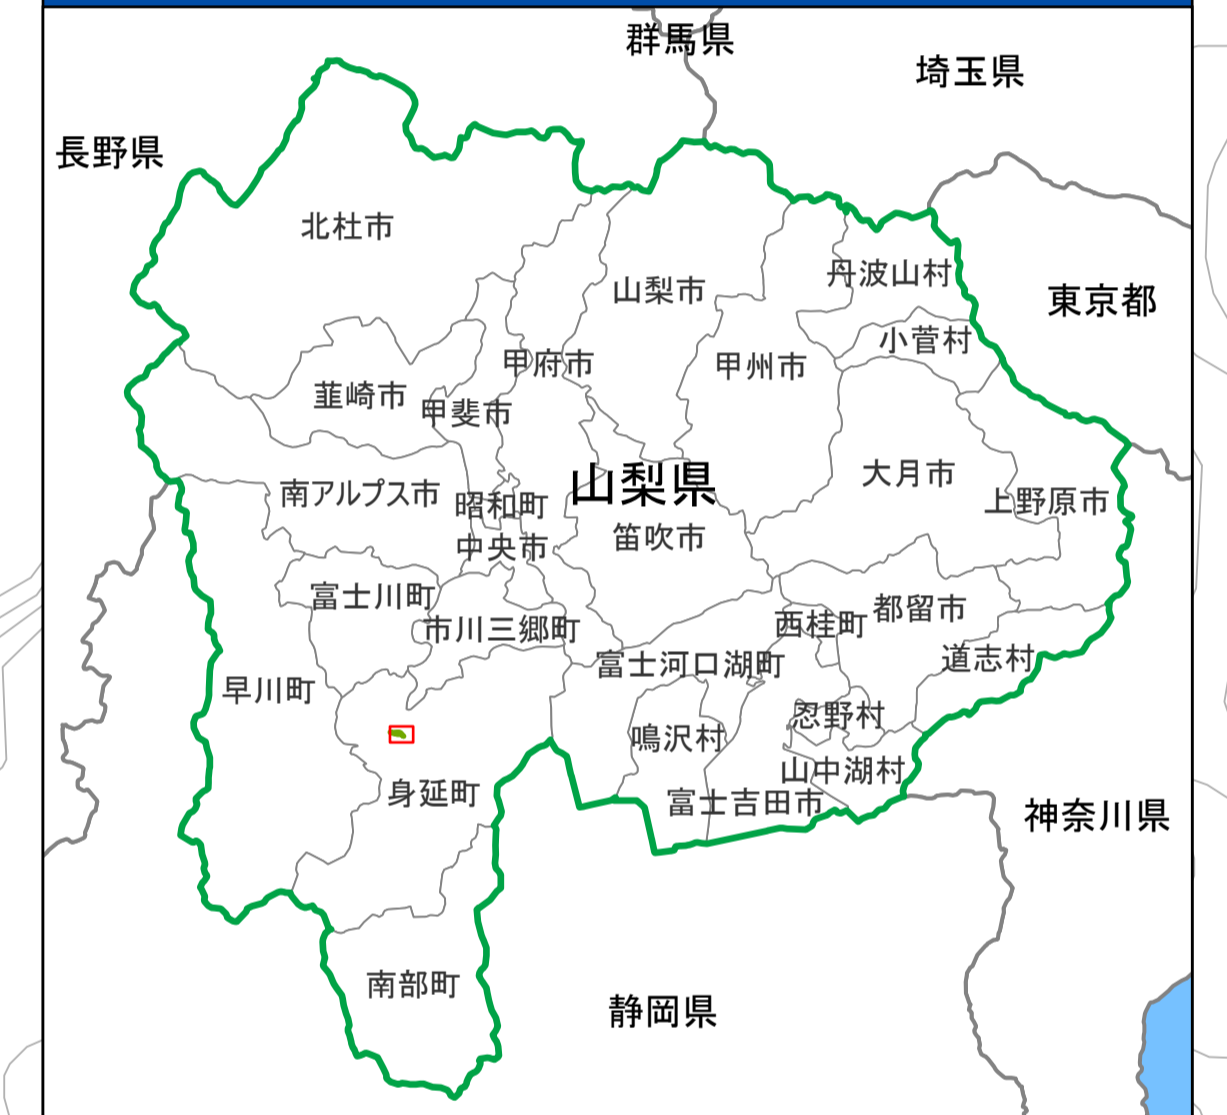 群馬県
埼玉県
長野県
北杜市
丹波山村
山梨市
東京都
小菅村
甲府市
甲州市
韮崎市
甲斐市
大月市
山梨県
南アルプス市
昭和町
上野原市
笛吹市
中央市
富士川町
都留市
西桂町
市川三郷町
道志村
富士河口湖町
早川町
忍野村
鳴沢村
山中湖村
身延町
富士吉田市
神奈川県
南部町
静岡県